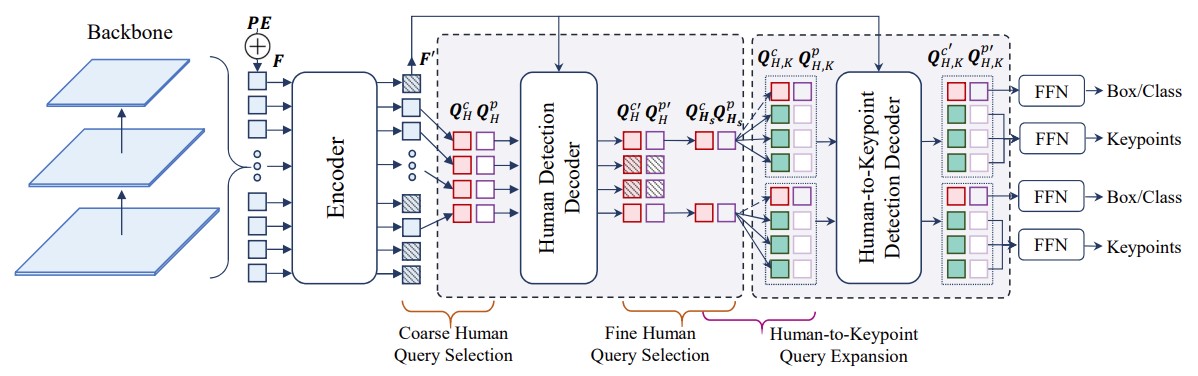 Backbone
PE
F
Encoder
F'
Q_H^c Q_H^p
Human Detection
Decoder
Q_H^{c'} Q_H^{p'}
Q_{H_s}^c Q_{H_s}^p
Q_{H,K}^c Q_{H,K}^p
Human-to-Keypoint
Detection Decoder
Q_{H,K}^{c'} Q_{H,K}^{p'}
FFN
Box/Class
FFN
Keypoints
FFN
Box/Class
FFN
Keypoints
Coarse Human
Query Selection
Fine Human
Query Selection
Human-to-Keypoint
Query Expansion